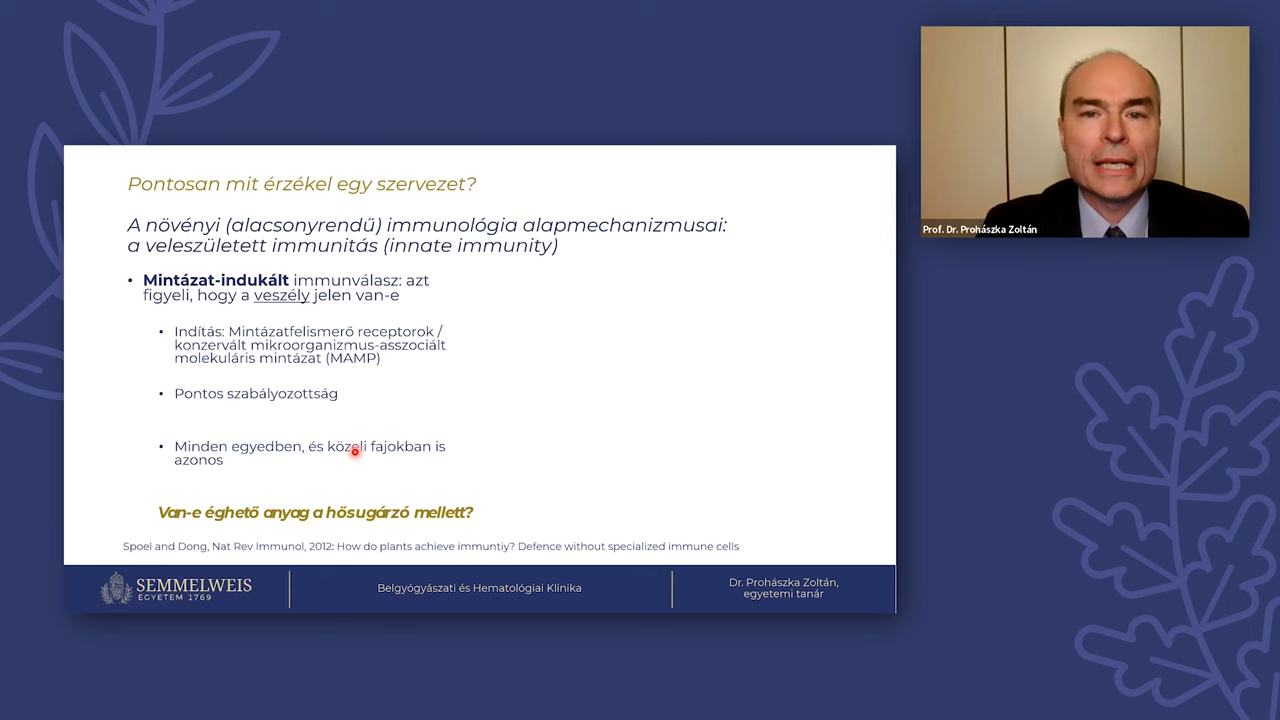 Pontosan mit érzékel egy szervezet?
A növényi (alacsonyrendű) immunológia alapmechanizmusai:
a veleszületett immunitás (innate immunity)
• Mintázat-indukált immunválasz: azt
figyeli, hogy a veszély jelen van-e
• Indítás: Mintázatfelismerő receptorok /
konzervált mikroorganizmus-asszociált
molekuláris mintázat (MAMP)
• Pontos szabályozottság
• Minden egyedben, és közeli fajokban is
azonos
Van-e éghető anyag a hősugárzó mellett?
Spoel and Dong, Nat Rev Immunol, 2012: How do plants achieve immuntiy? Defence without specialized immune cells
SEMMELWEIS
EGYETEM 1769
Belgyógyászati és Hematológiai Klinika
Dr. Prohászka Zoltán,
egyetemi tanár
Prof. Dr. Prohászka Zoltán